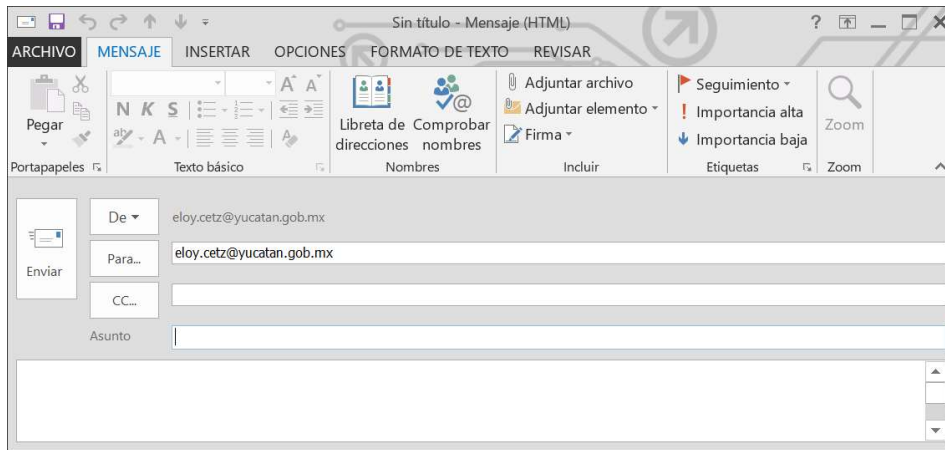 Sin título - Mensaje (HTML)
?
ARCHIVO MENSAJE INSERTAR OPCIONES FORMATO DE TEXTO REVISAR
Pegar
Portapapeles
N K S
A A
ab A
Texto básico
Libreta de direcciones
Comprobar nombres
@
Nombres
Adjuntar archivo
Adjuntar elemento
Firma
Incluir
Seguimiento
! Importancia alta
Importancia baja
Etiquetas
Zoom
Zoom
Enviar
De eloy.cetz@yucatan.gob.mx
Para... eloy.cetz@yucatan.gob.mx
CC...
Asunto